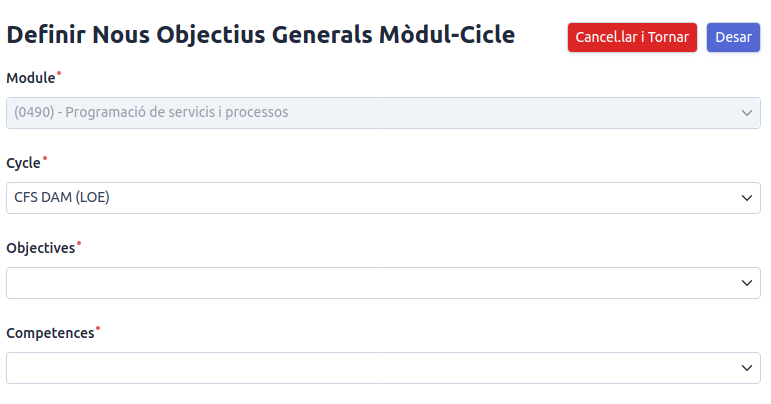 Definir Nous Objectius Generals Mòdul-Cicle
Cancel.lar i Tornar
Desar
Module
(0490) - Programació de servicis i processos
Cycle
CFS DAM (LOE)
Objectives
Competences